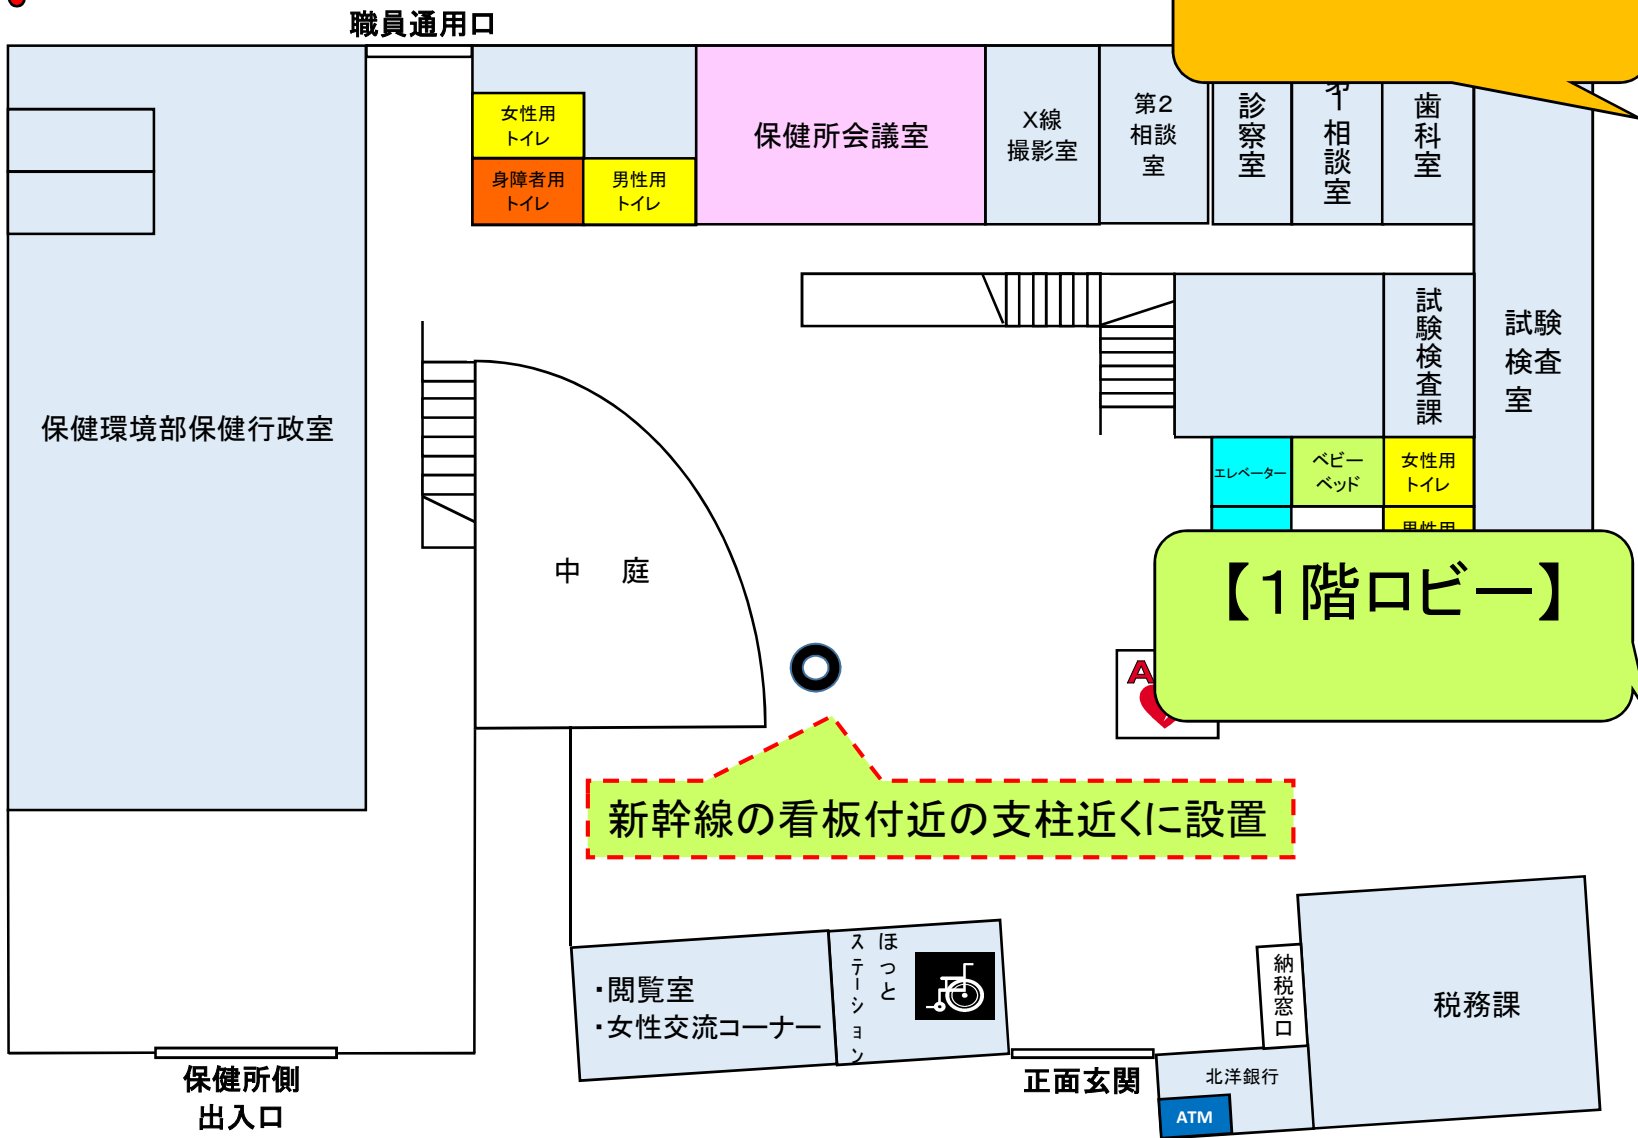 職員通用口
女性用
トイレ
身障者用
トイレ
男性用
トイレ
保健所会議室
X線
撮影室
第2
相談
室
診察室
第1相談室
歯科室
試験検査課
試験
検査
室
保健環境部保健行政室
エレベーター
ベビー
ベッド
女性用
トイレ
男性用
中 庭
【1階ロビー】
新幹線の看板付近の支柱近くに設置
・閲覧室
・女性交流コーナー
ほっと
ステーション
納税窓口
税務課
北洋銀行
ATM
正面玄関
保健所側
出入口